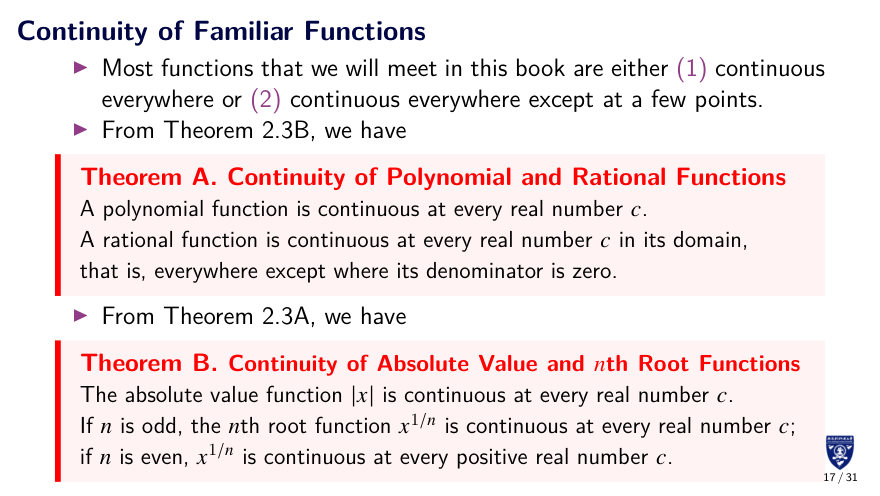 Continuity of Familiar Functions
▶ Most functions that we will meet in this book are either (1) continuous
everywhere or (2) continuous everywhere except at a few points.
▶ From Theorem 2.3B, we have
Theorem A. Continuity of Polynomial and Rational Functions
A polynomial function is continuous at every real number c.
A rational function is continuous at every real number c in its domain,
that is, everywhere except where its denominator is zero.
▶ From Theorem 2.3A, we have
Theorem B. Continuity of Absolute Value and nth Root Functions
The absolute value function |x| is continuous at every real number c.
If n is odd, the nth root function x^{1/n} is continuous at every real number c;
if n is even, x^{1/n} is continuous at every positive real number c.
17 / 31